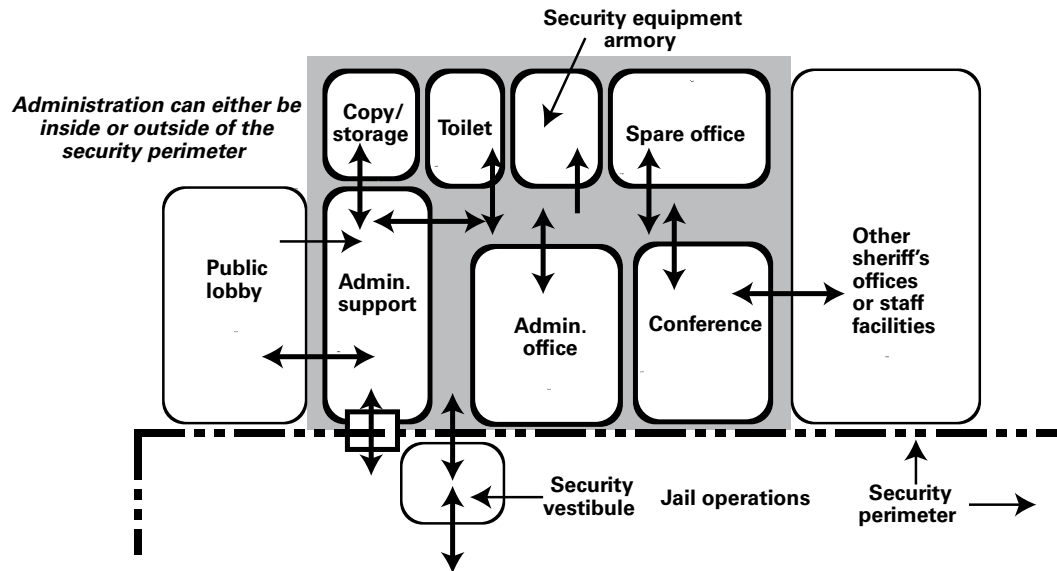 Security equipment
armory
Administration can either be
inside or outside of the
security perimeter
Copy/
storage
Toilet
Spare office
Public
lobby
Admin.
support
Admin.
office
Conference
Other
sheriff's
offices
or staff
facilities
Security
vestibule
Jail operations
Security
perimeter